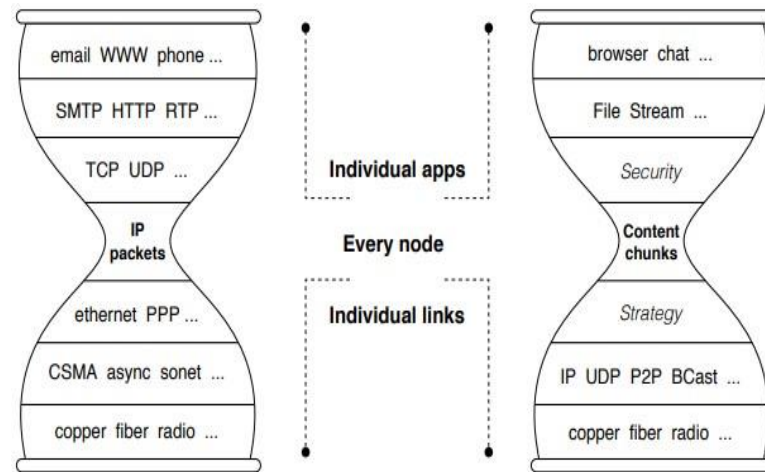 email WWW phone ...
SMTP HTTP RTP ...
TCP UDP ...
IP
packets
ethernet PPP ...
CSMA async sonet ...
copper fiber radio ...
Individual apps
Every node
Individual links
browser chat ...
File Stream ...
Security
Content
chunks
Strategy
IP UDP P2P BCast ...
copper fiber radio ...